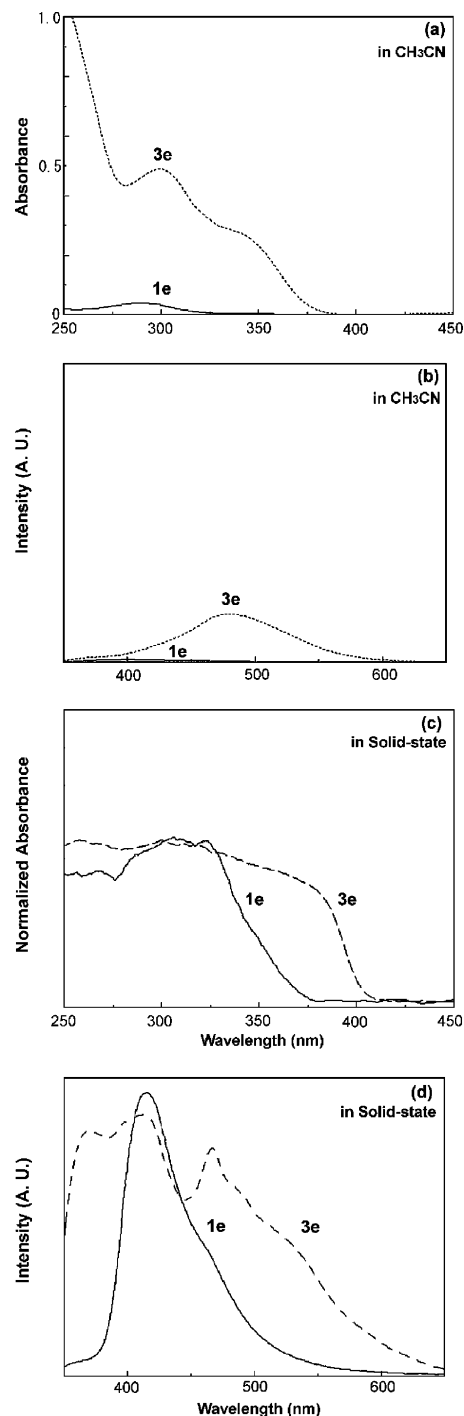 (a)
in CH3CN
1.0
0.5
0
Absorbance
3e
1e
250 300 350 400 450
(b)
in CH3CN
Intensity (A. U.)
3e
1e
400 500 600
(c)
in Solid-state
Normalized Absorbance
1e
3e
250 300 350 400 450
Wavelength (nm)
(d)
in Solid-state
Intensity (A. U.)
1e
3e
400 500 600
Wavelength (nm)